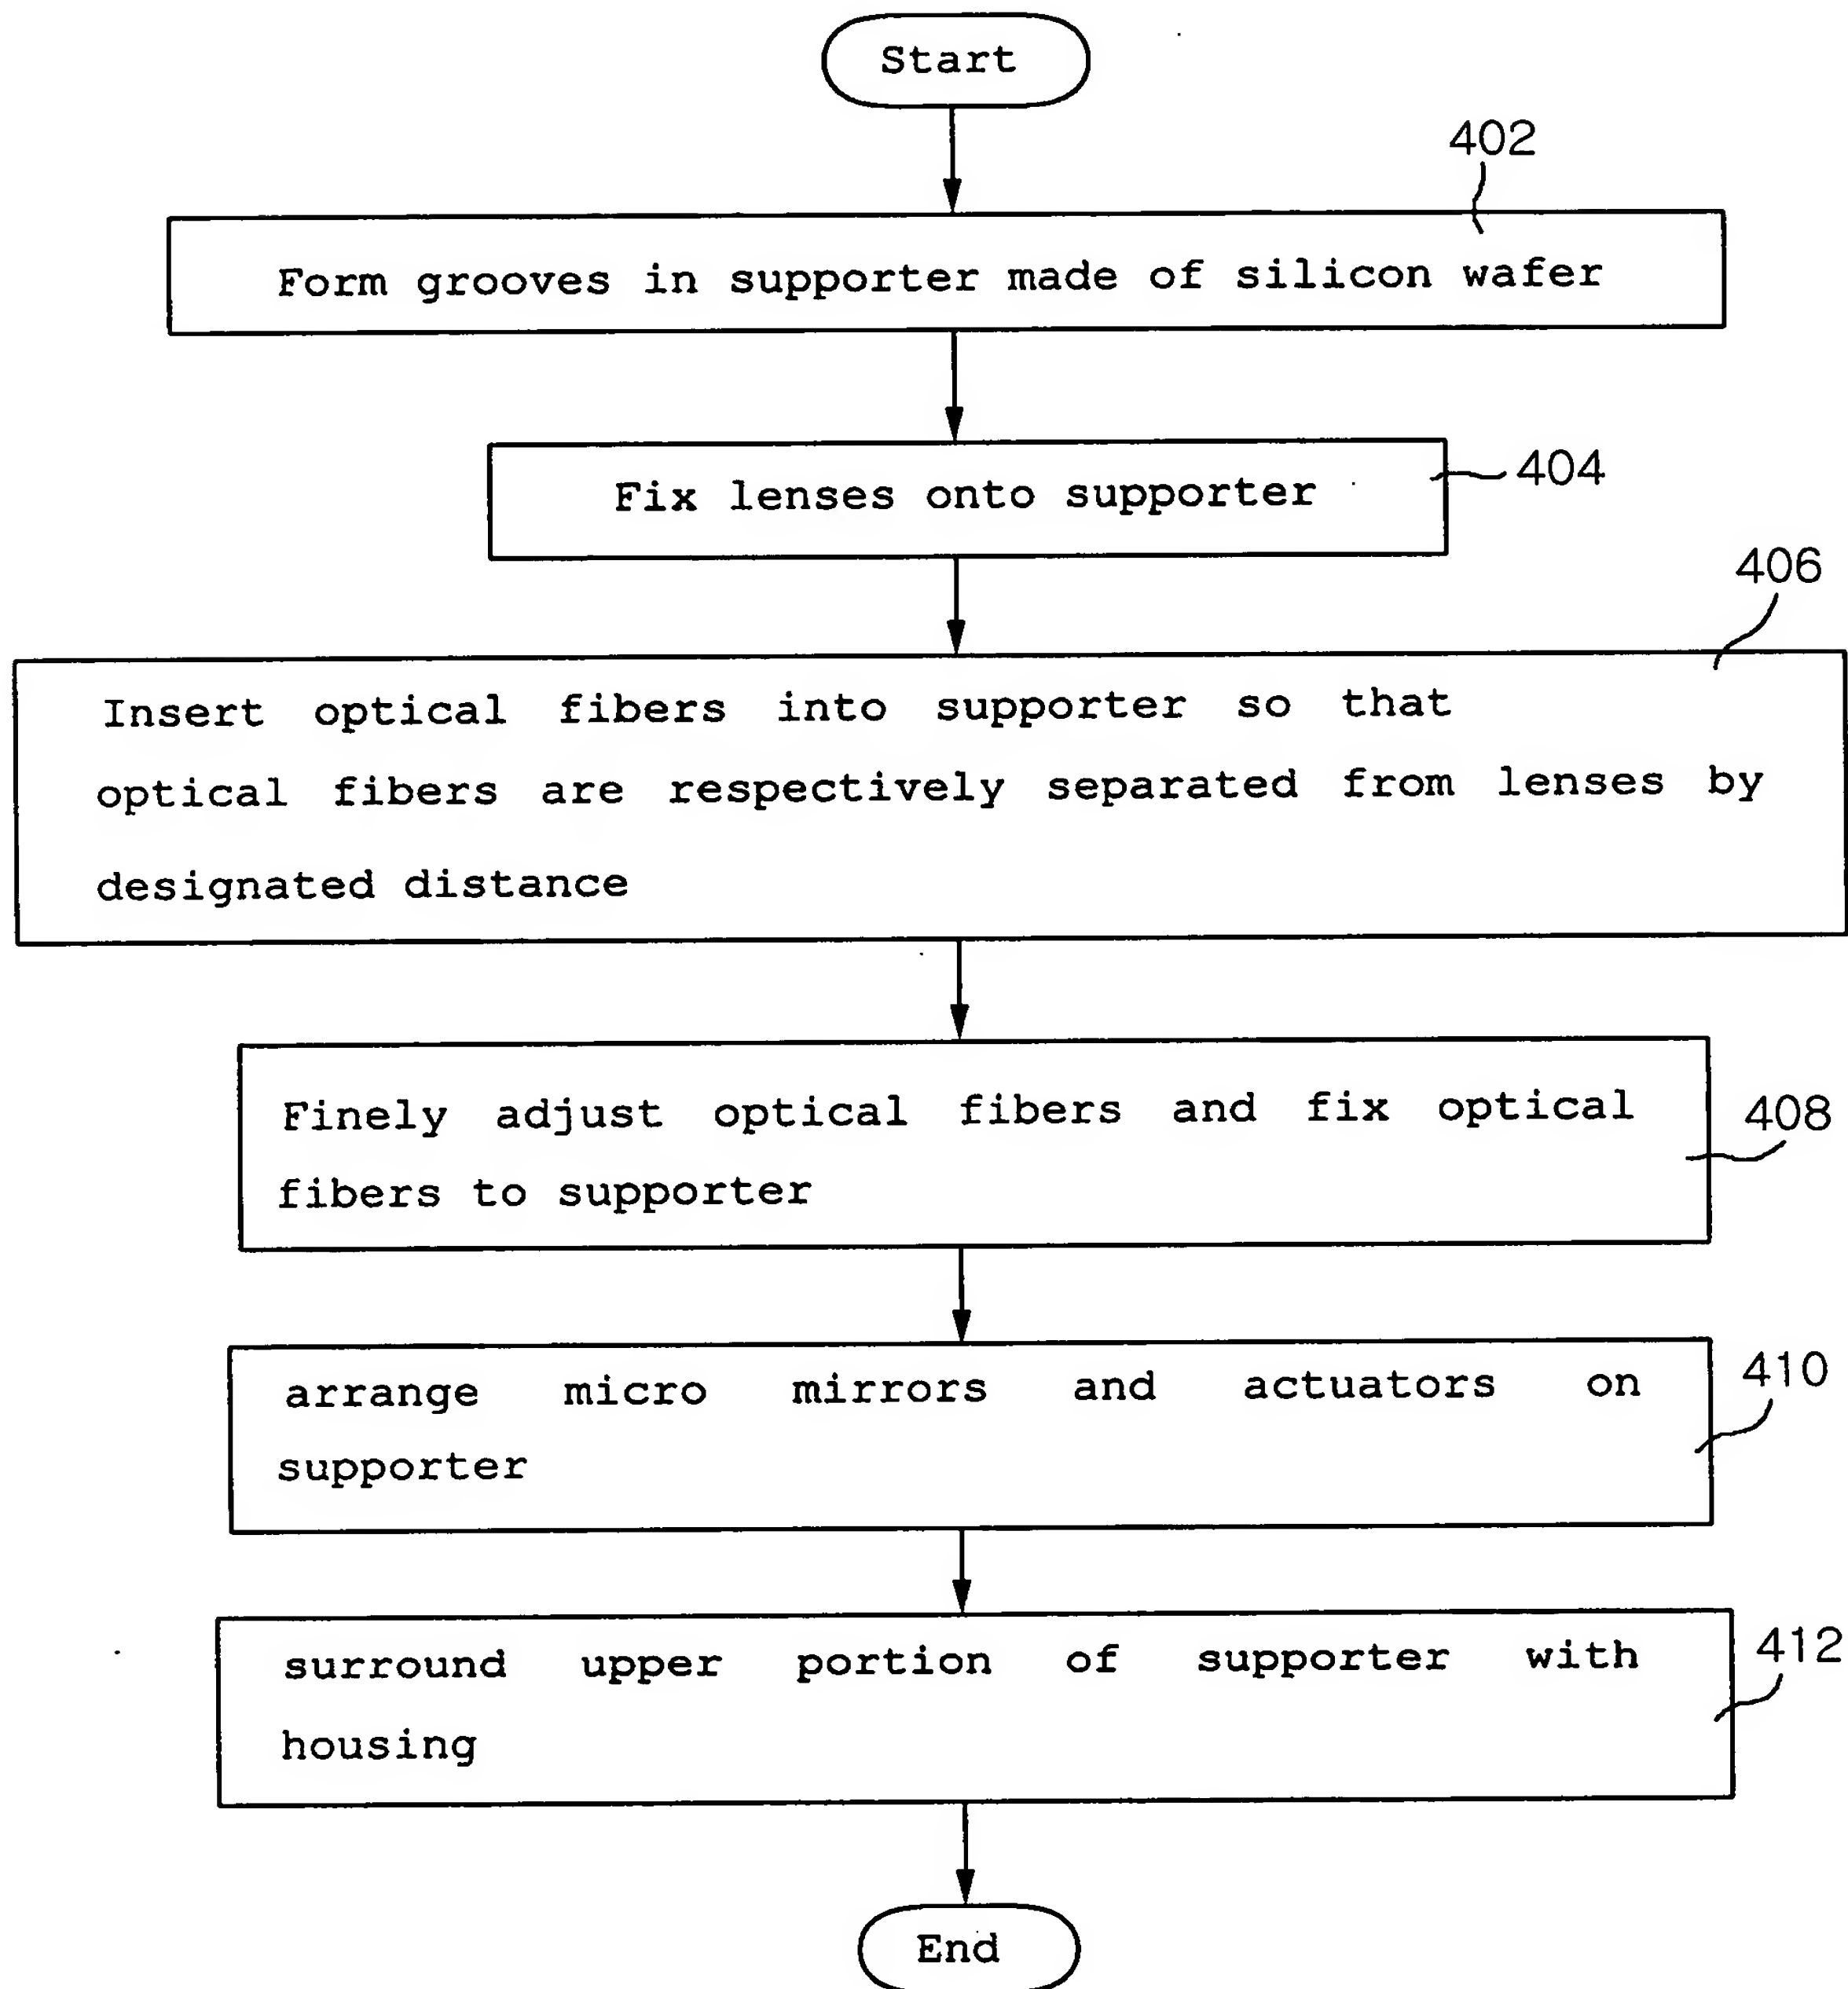 Start
402
Form grooves in supporter made of silicon wafer
Fix lenses onto supporter
404
406
Insert optical fibers into supporter so that
optical fibers are respectively separated from lenses by
designated distance
Finely adjust optical fibers and fix optical
fibers to supporter
408
arrange micro mirrors and actuators on
supporter
410
surround upper portion of supporter with
housing
412
End